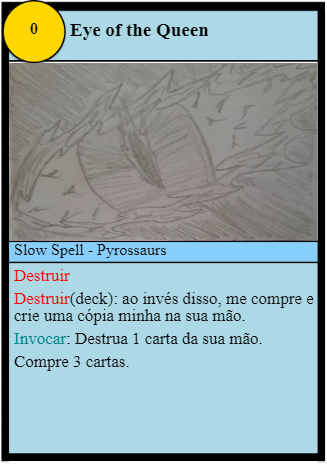 0
Eye of the Queen
Slow Spell - Pyrossaurs
Destruir
Destruir(deck): ao invés disso, me compre e
crie uma cópia minha na sua mão.
Invocar: Destrua 1 carta da sua mão.
Compre 3 cartas.